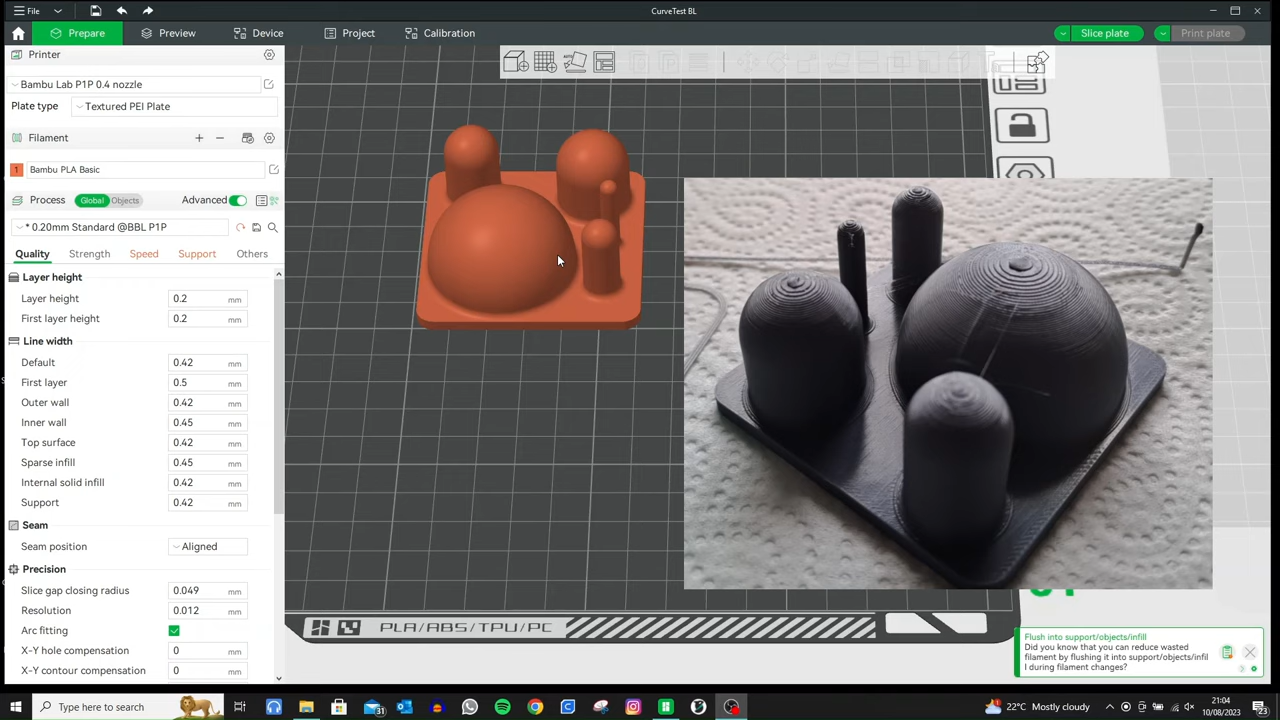 File
CurveTest BL
Prepare
Preview
Device
Project
Calibration
Slice plate
Print plate
Printer
Bambu Lab P1P 0.4 nozzle
Plate type
Textured PEI Plate
Filament
1
Bambu PLA Basic
Process
Global
Objects
Advanced
* 0.20mm Standard @BBL P1P
Quality
Strength
Speed
Support
Others
Layer height
Layer height 0.2 mm
First layer height 0.2 mm
Line width
Default 0.42 mm
First layer 0.5 mm
Outer wall 0.42 mm
Inner wall 0.45 mm
Top surface 0.42 mm
Sparse infill 0.45 mm
Internal solid infill 0.42 mm
Support 0.42 mm
Seam
Seam position Aligned
Precision
Slice gap closing radius 0.049 mm
Resolution 0.012 mm
Arc fitting
X-Y hole compensation 0 mm
X-Y contour compensation 0 mm
PLA/ABS/TPU/PC
Flush into support/objects/infill
Did you know that you can reduce wasted
filament by flushing it into support/objects/infil
l during filament changes?
Type here to search
31
22°C Mostly cloudy
21:04
10/08/2023
23